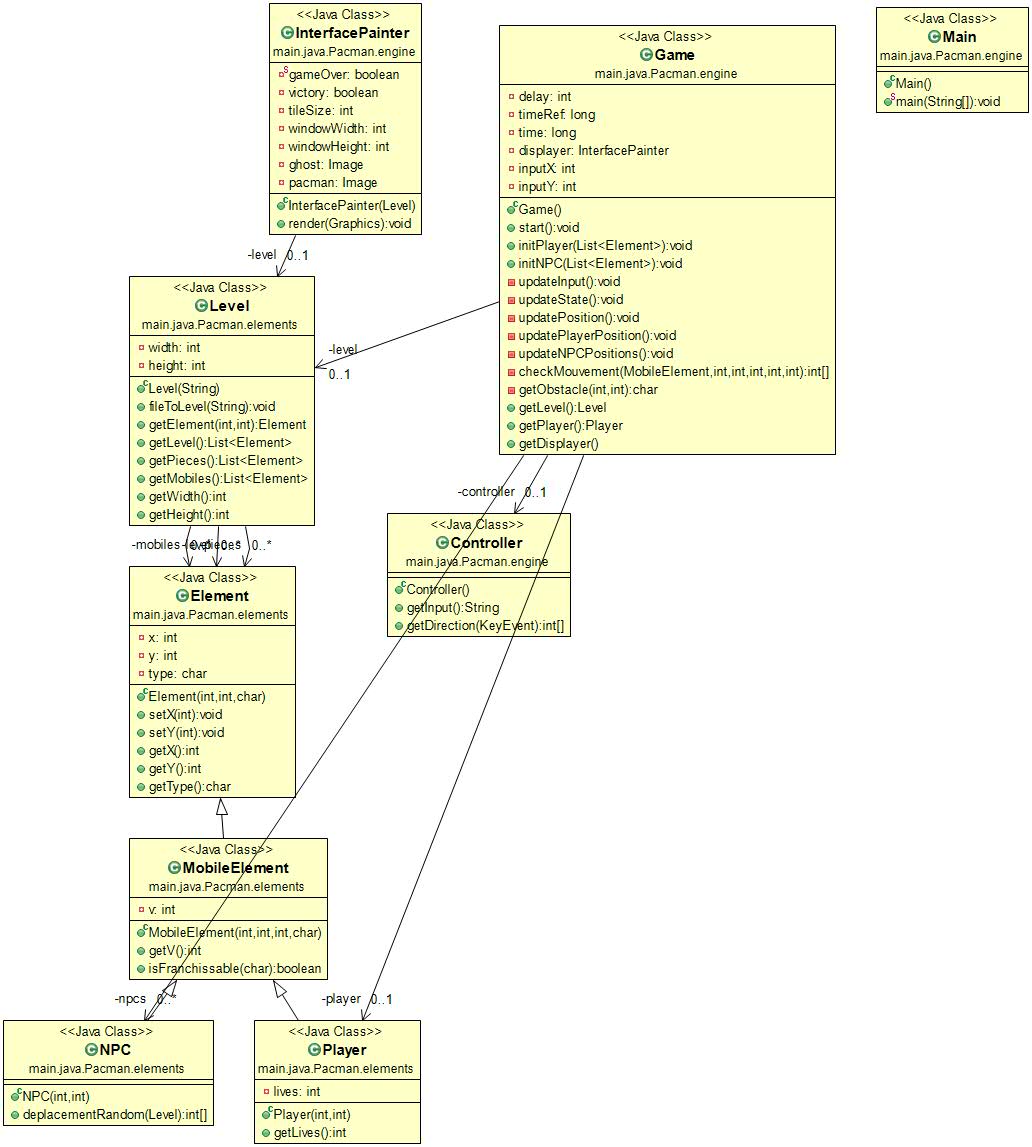 <<Java Class>>
InterfacePainter
main.java.Pacman.engine
gameOver: boolean
victory: boolean
tileSize: int
windowWidth: int
windowHeight: int
ghost: Image
pacman: Image
InterfacePainter(Level)
render(Graphics):void
<<Java Class>>
Game
main.java.Pacman.engine
delay: int
timeRef: long
time: long
displayer: InterfacePainter
inputX: int
inputY: int
Game()
start():void
initPlayer(List<Element>):void
initNPC(List<Element>):void
updateInput():void
updateState():void
updatePosition():void
updatePlayerPosition():void
updateNPCPositions():void
checkMouvement(MobileElement,int,int,int,int,int):int[]
getObstacle(int,int):char
getLevel():Level
getPlayer():Player
getDisplayer()
<<Java Class>>
Main
main.java.Pacman.engine
Main()
main(String[]):void
-level 0..1
<<Java Class>>
Level
main.java.Pacman.elements
width: int
height: int
Level(String)
fileToLevel(String):void
getElement(int,int):Element
getLevel():List<Element>
getPieces():List<Element>
getMobiles():List<Element>
getWidth():int
getHeight():int
-level
0..1
-controller 0..1
<<Java Class>>
Controller
main.java.Pacman.engine
Controller()
getInput():String
getDirection(KeyEvent):int[]
-mobiles 0..* 0..*
<<Java Class>>
Element
main.java.Pacman.elements
x: int
y: int
type: char
Element(int,int,char)
setX(int):void
setY(int):void
getX():int
getY():int
getType():char
<<Java Class>>
MobileElement
main.java.Pacman.elements
v: int
MobileElement(int,int,int,char)
getV():int
isFranchissable(char):boolean
-npcs 0..*
-player 0..1
<<Java Class>>
NPC
main.java.Pacman.elements
NPC(int,int)
deplacementRandom(Level):int[]
<<Java Class>>
Player
main.java.Pacman.elements
lives: int
Player(int,int)
getLives():int